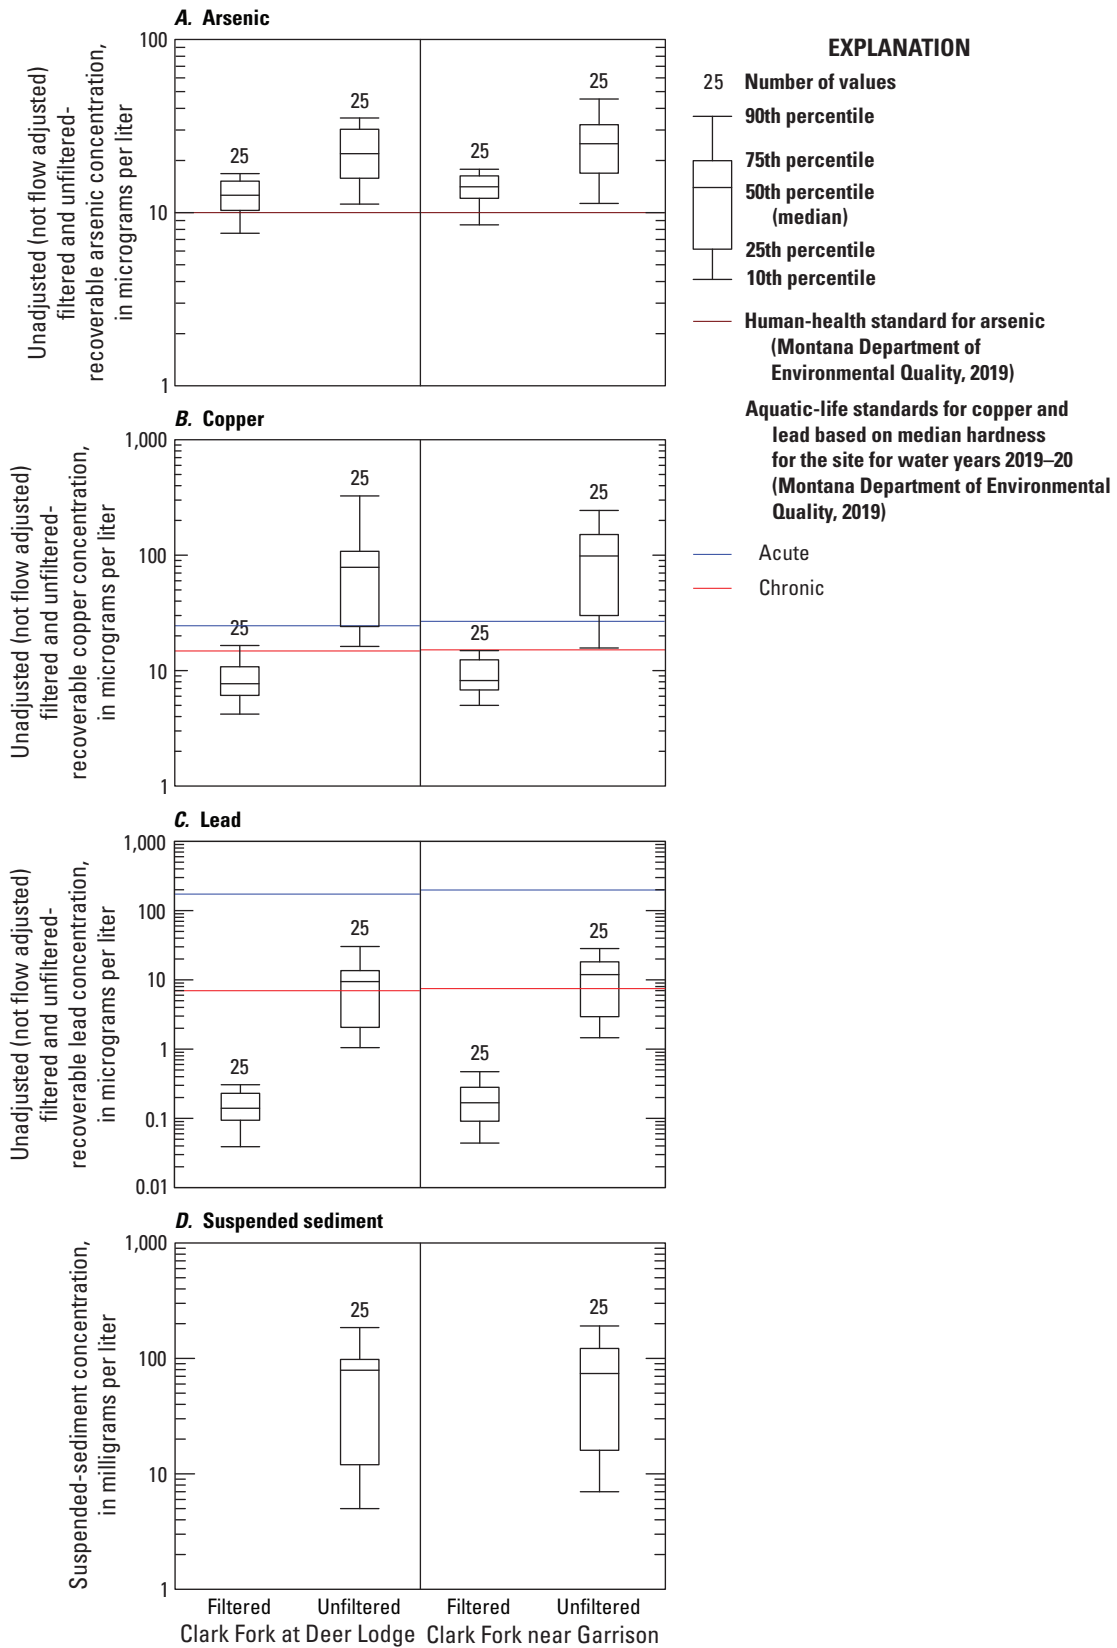 A. Arsenic
Unadjusted (not flow adjusted)
filtered and unfiltered-
recoverable arsenic concentration,
in micrograms per liter
100
10
1
25
25
25
25
EXPLANATION
25 Number of values
90th percentile
75th percentile
50th percentile
(median)
25th percentile
10th percentile
Human-health standard for arsenic
(Montana Department of
Environmental Quality, 2019)
Aquatic-life standards for copper and
lead based on median hardness
for the site for water years 2019–20
(Montana Department of Environmental
Quality, 2019)
Acute
Chronic
B. Copper
Unadjusted (not flow adjusted)
filtered and unfiltered-
recoverable copper concentration,
in micrograms per liter
1,000
100
10
1
25
25
25
25
C. Lead
Unadjusted (not flow adjusted)
filtered and unfiltered-
recoverable lead concentration,
in micrograms per liter
1,000
100
10
1
0.1
0.01
25
25
25
25
D. Suspended sediment
Suspended-sediment concentration,
in milligrams per liter
1,000
100
10
1
25
25
Filtered Unfiltered Filtered Unfiltered
Clark Fork at Deer Lodge Clark Fork near Garrison